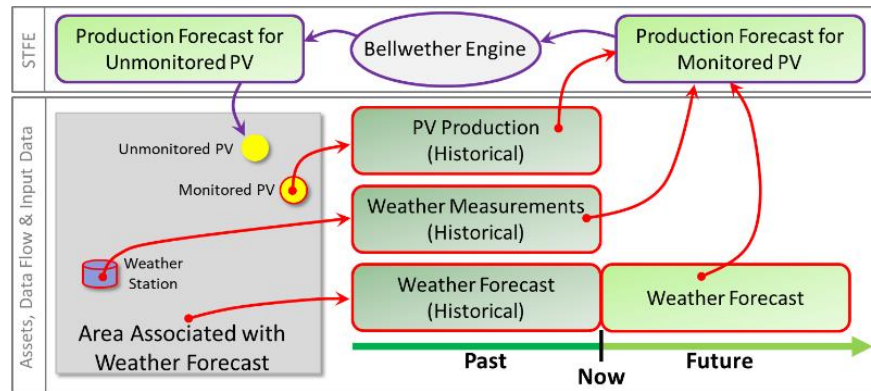 STFE
Production Forecast for
Unmonitored PV
Bellwether Engine
Production Forecast for
Monitored PV
Assets, Data Flow & Input Data
Unmonitored PV
Monitored PV
Weather
Station
Area Associated with
Weather Forecast
PV Production
(Historical)
Weather Measurements
(Historical)
Weather Forecast
(Historical)
Weather Forecast
Past
Now
Future